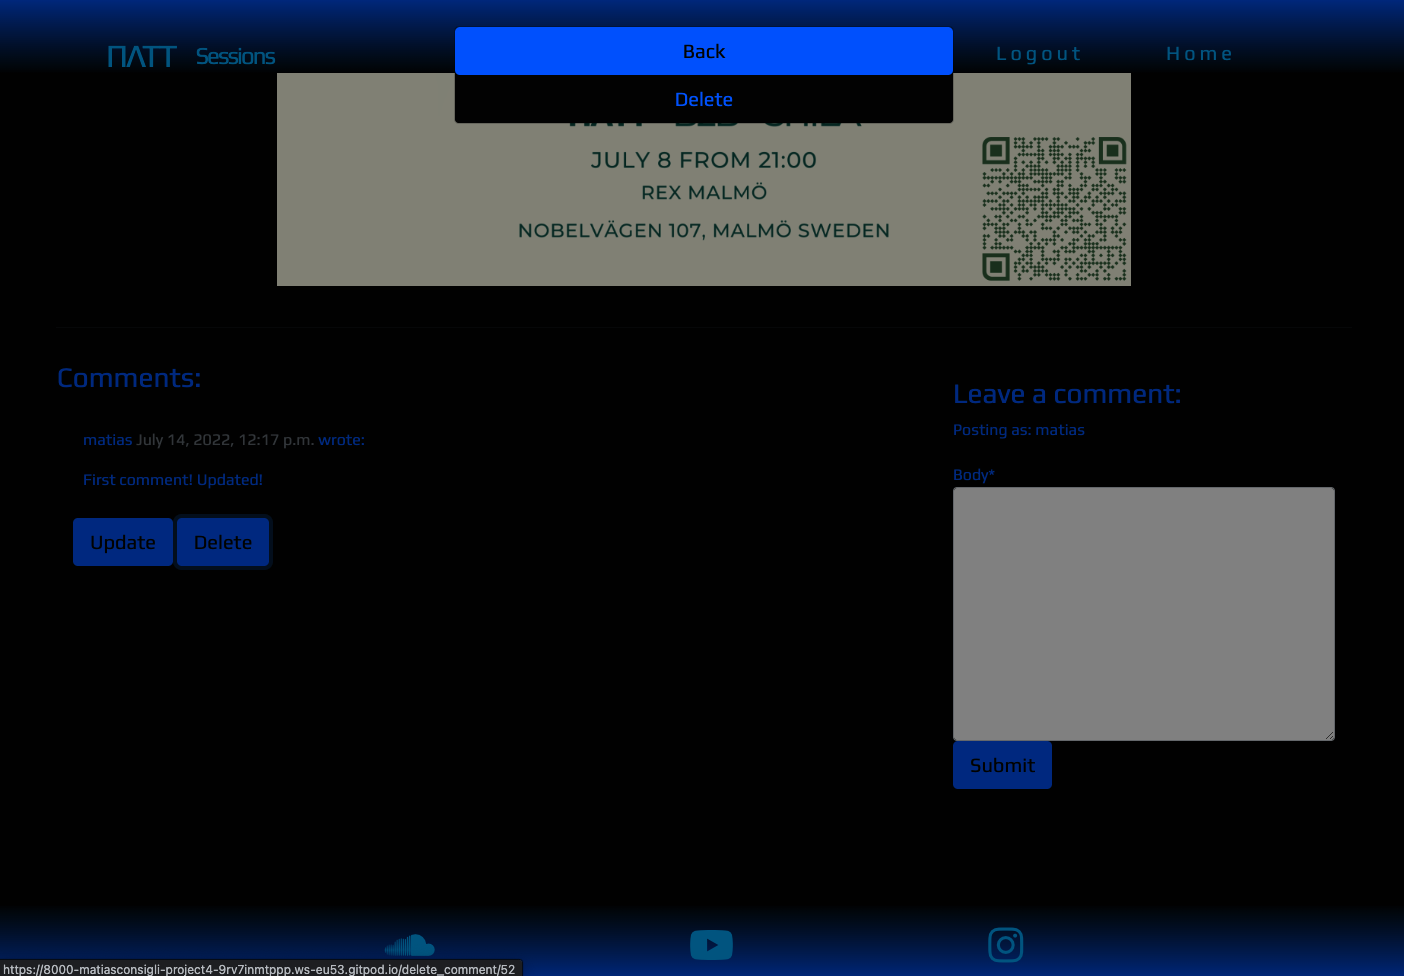 ΠΛTT Sessions
Back
Logout
Home
Delete
JULY 8 FROM 21:00
REX MALMÖ
NOBELVÄGEN 107, MALMÖ SWEDEN
Comments:
matias July 14, 2022, 12:17 p.m. wrote:
First comment! Updated!
Update
Delete
Leave a comment:
Posting as: matias
Body*
Submit
https://8000-matiasconsigli-project4-9rv7inmtppp.ws-eu53.gitpod.io/delete_comment/52